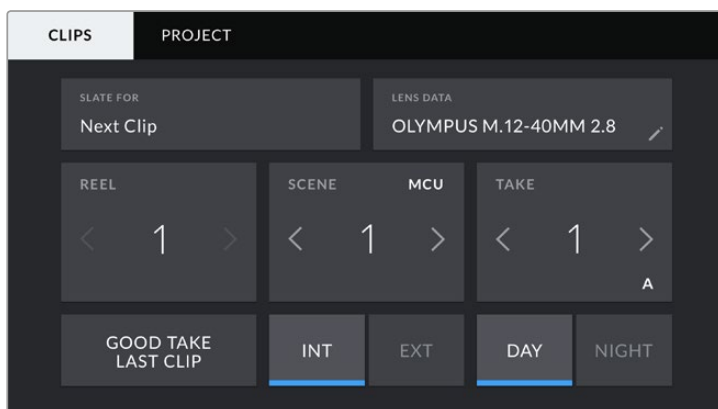 CLIPS PROJECT
SLATE FOR
Next Clip
LENS DATA
OLYMPUS M.12-40MM 2.8
REEL
1
SCENE MCU
1
TAKE
1
A
GOOD TAKE
LAST CLIP
INT EXT
DAY NIGHT